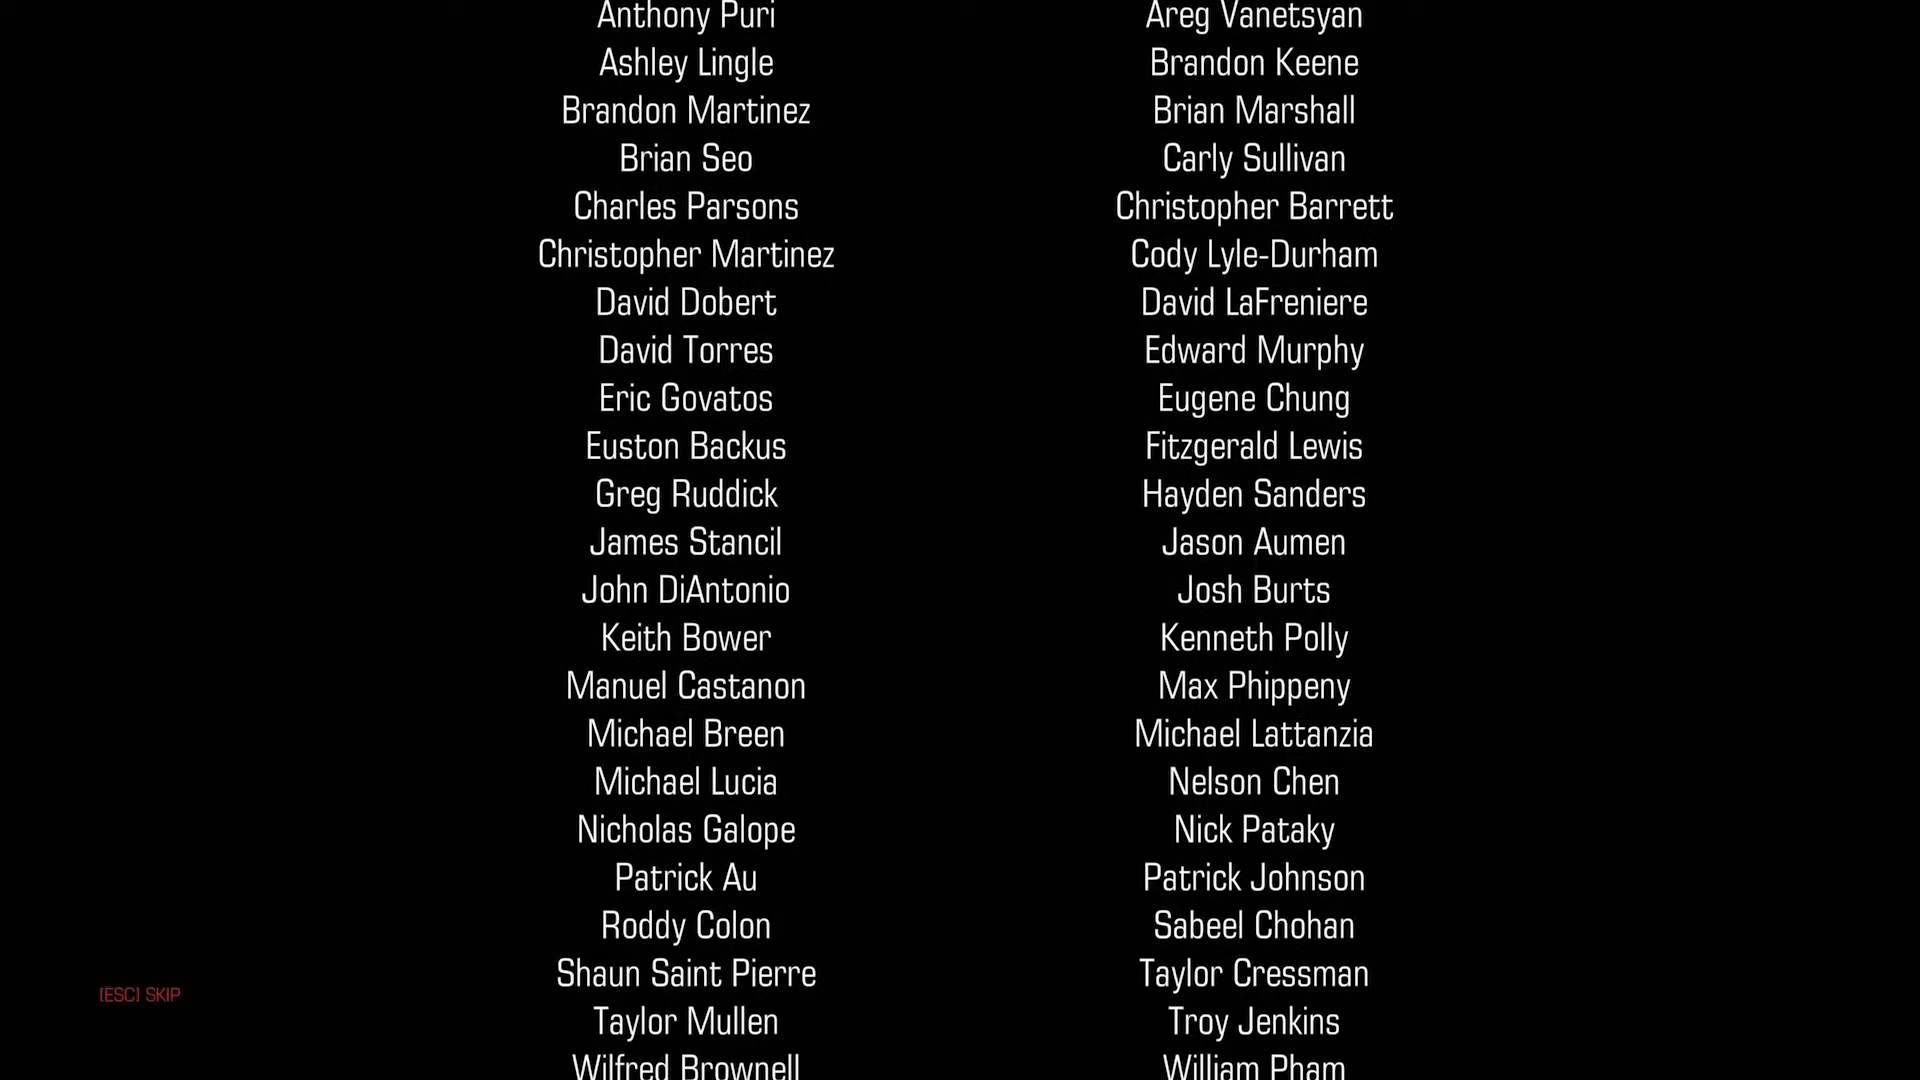 Anthony Puri
Areg Vanetsyan
Ashley Lingle
Brandon Keene
Brandon Martinez
Brian Marshall
Brian Seo
Carly Sullivan
Charles Parsons
Christopher Barrett
Christopher Martinez
Cody Lyle-Durham
David Dobert
David LaFreniere
David Torres
Edward Murphy
Eric Govatos
Eugene Chung
Euston Backus
Fitzgerald Lewis
Greg Ruddick
Hayden Sanders
James Stancil
Jason Aumen
John DiAntonio
Josh Burts
Keith Bower
Kenneth Polly
Manuel Castanon
Max Phippeny
Michael Breen
Michael Lattanzia
Michael Lucia
Nelson Chen
Nicholas Galope
Nick Pataky
Patrick Au
Patrick Johnson
Roddy Colon
Sabeel Chohan
Shaun Saint Pierre
Taylor Cressman
[ESC] SKIP
Taylor Mullen
Troy Jenkins
Wilfred Brownell
William Pham